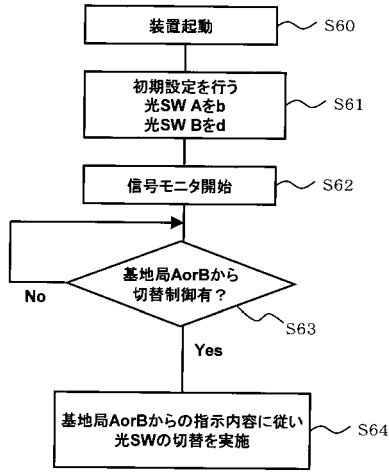 装置起動
S60
初期設定を行う
光SW Aをb
光SW Bをd
S61
信号モニタ開始
S62
基地局AorBから
切替制御有？
No
S63
Yes
基地局AorBからの指示内容に従い
光SWの切替を実施
S64